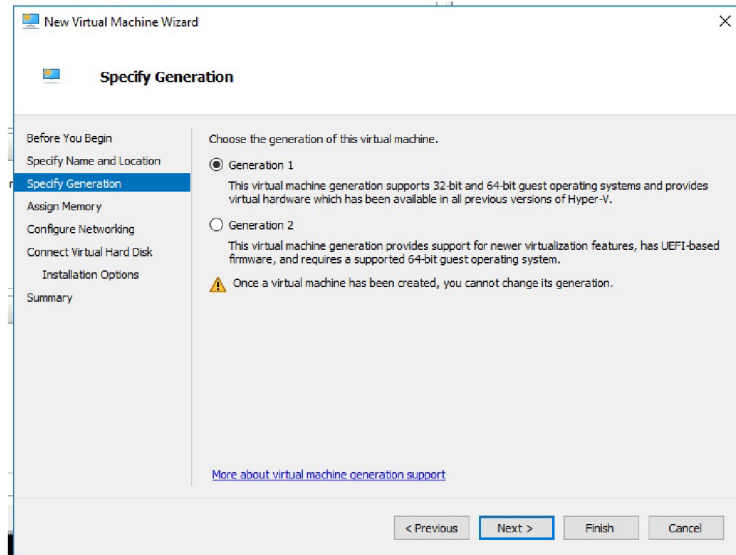 New Virtual Machine Wizard
Specify Generation
Before You Begin
Specify Name and Location
Specify Generation
Assign Memory
Configure Networking
Connect Virtual Hard Disk
Installation Options
Summary
Choose the generation of this virtual machine.
Generation 1
This virtual machine generation supports 32-bit and 64-bit guest operating systems and provides
virtual hardware which has been available in all previous versions of Hyper-V.
Generation 2
This virtual machine generation provides support for newer virtualization features, has UEFI-based
firmware, and requires a supported 64-bit guest operating system.
Once a virtual machine has been created, you cannot change its generation.
More about virtual machine generation support
< Previous
Next >
Finish
Cancel